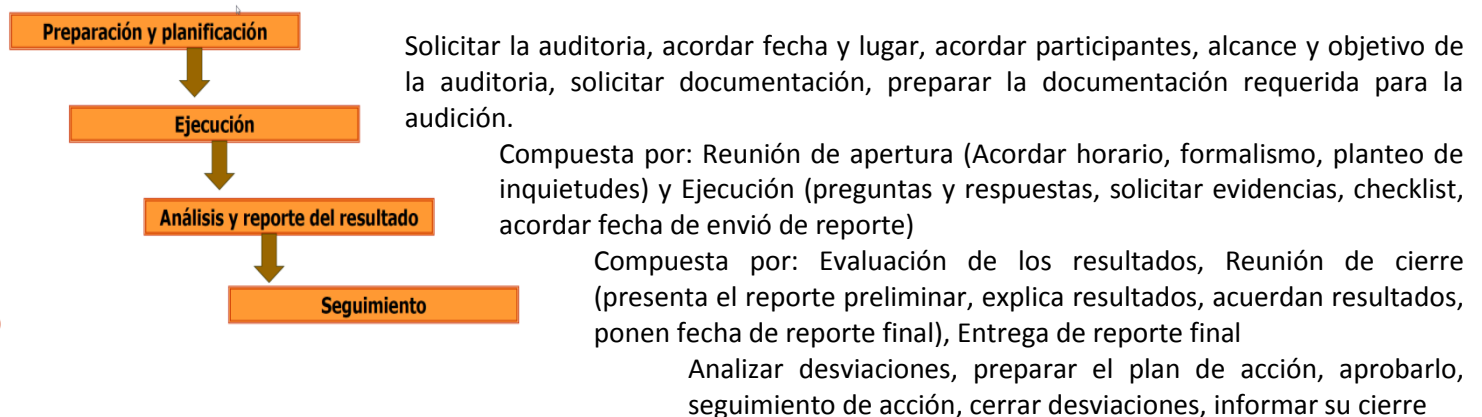 Preparación y planificación
Solicitar la auditoria, acordar fecha y lugar, acordar participantes, alcance y objetivo de
la auditoria, solicitar documentación, preparar la documentación requerida para la
audición.
Ejecución
Compuesta por: Reunión de apertura (Acordar horario, formalismo, planteo de
inquietudes) y Ejecución (preguntas y respuestas, solicitar evidencias, checklist,
acordar fecha de envió de reporte)
Análisis y reporte del resultado
Compuesta por: Evaluación de los resultados, Reunión de cierre
(presenta el reporte preliminar, explica resultados, acuerdan resultados,
ponen fecha de reporte final), Entrega de reporte final
Seguimiento
Analizar desviaciones, preparar el plan de acción, aprobarlo,
seguimiento de acción, cerrar desviaciones, informar su cierre